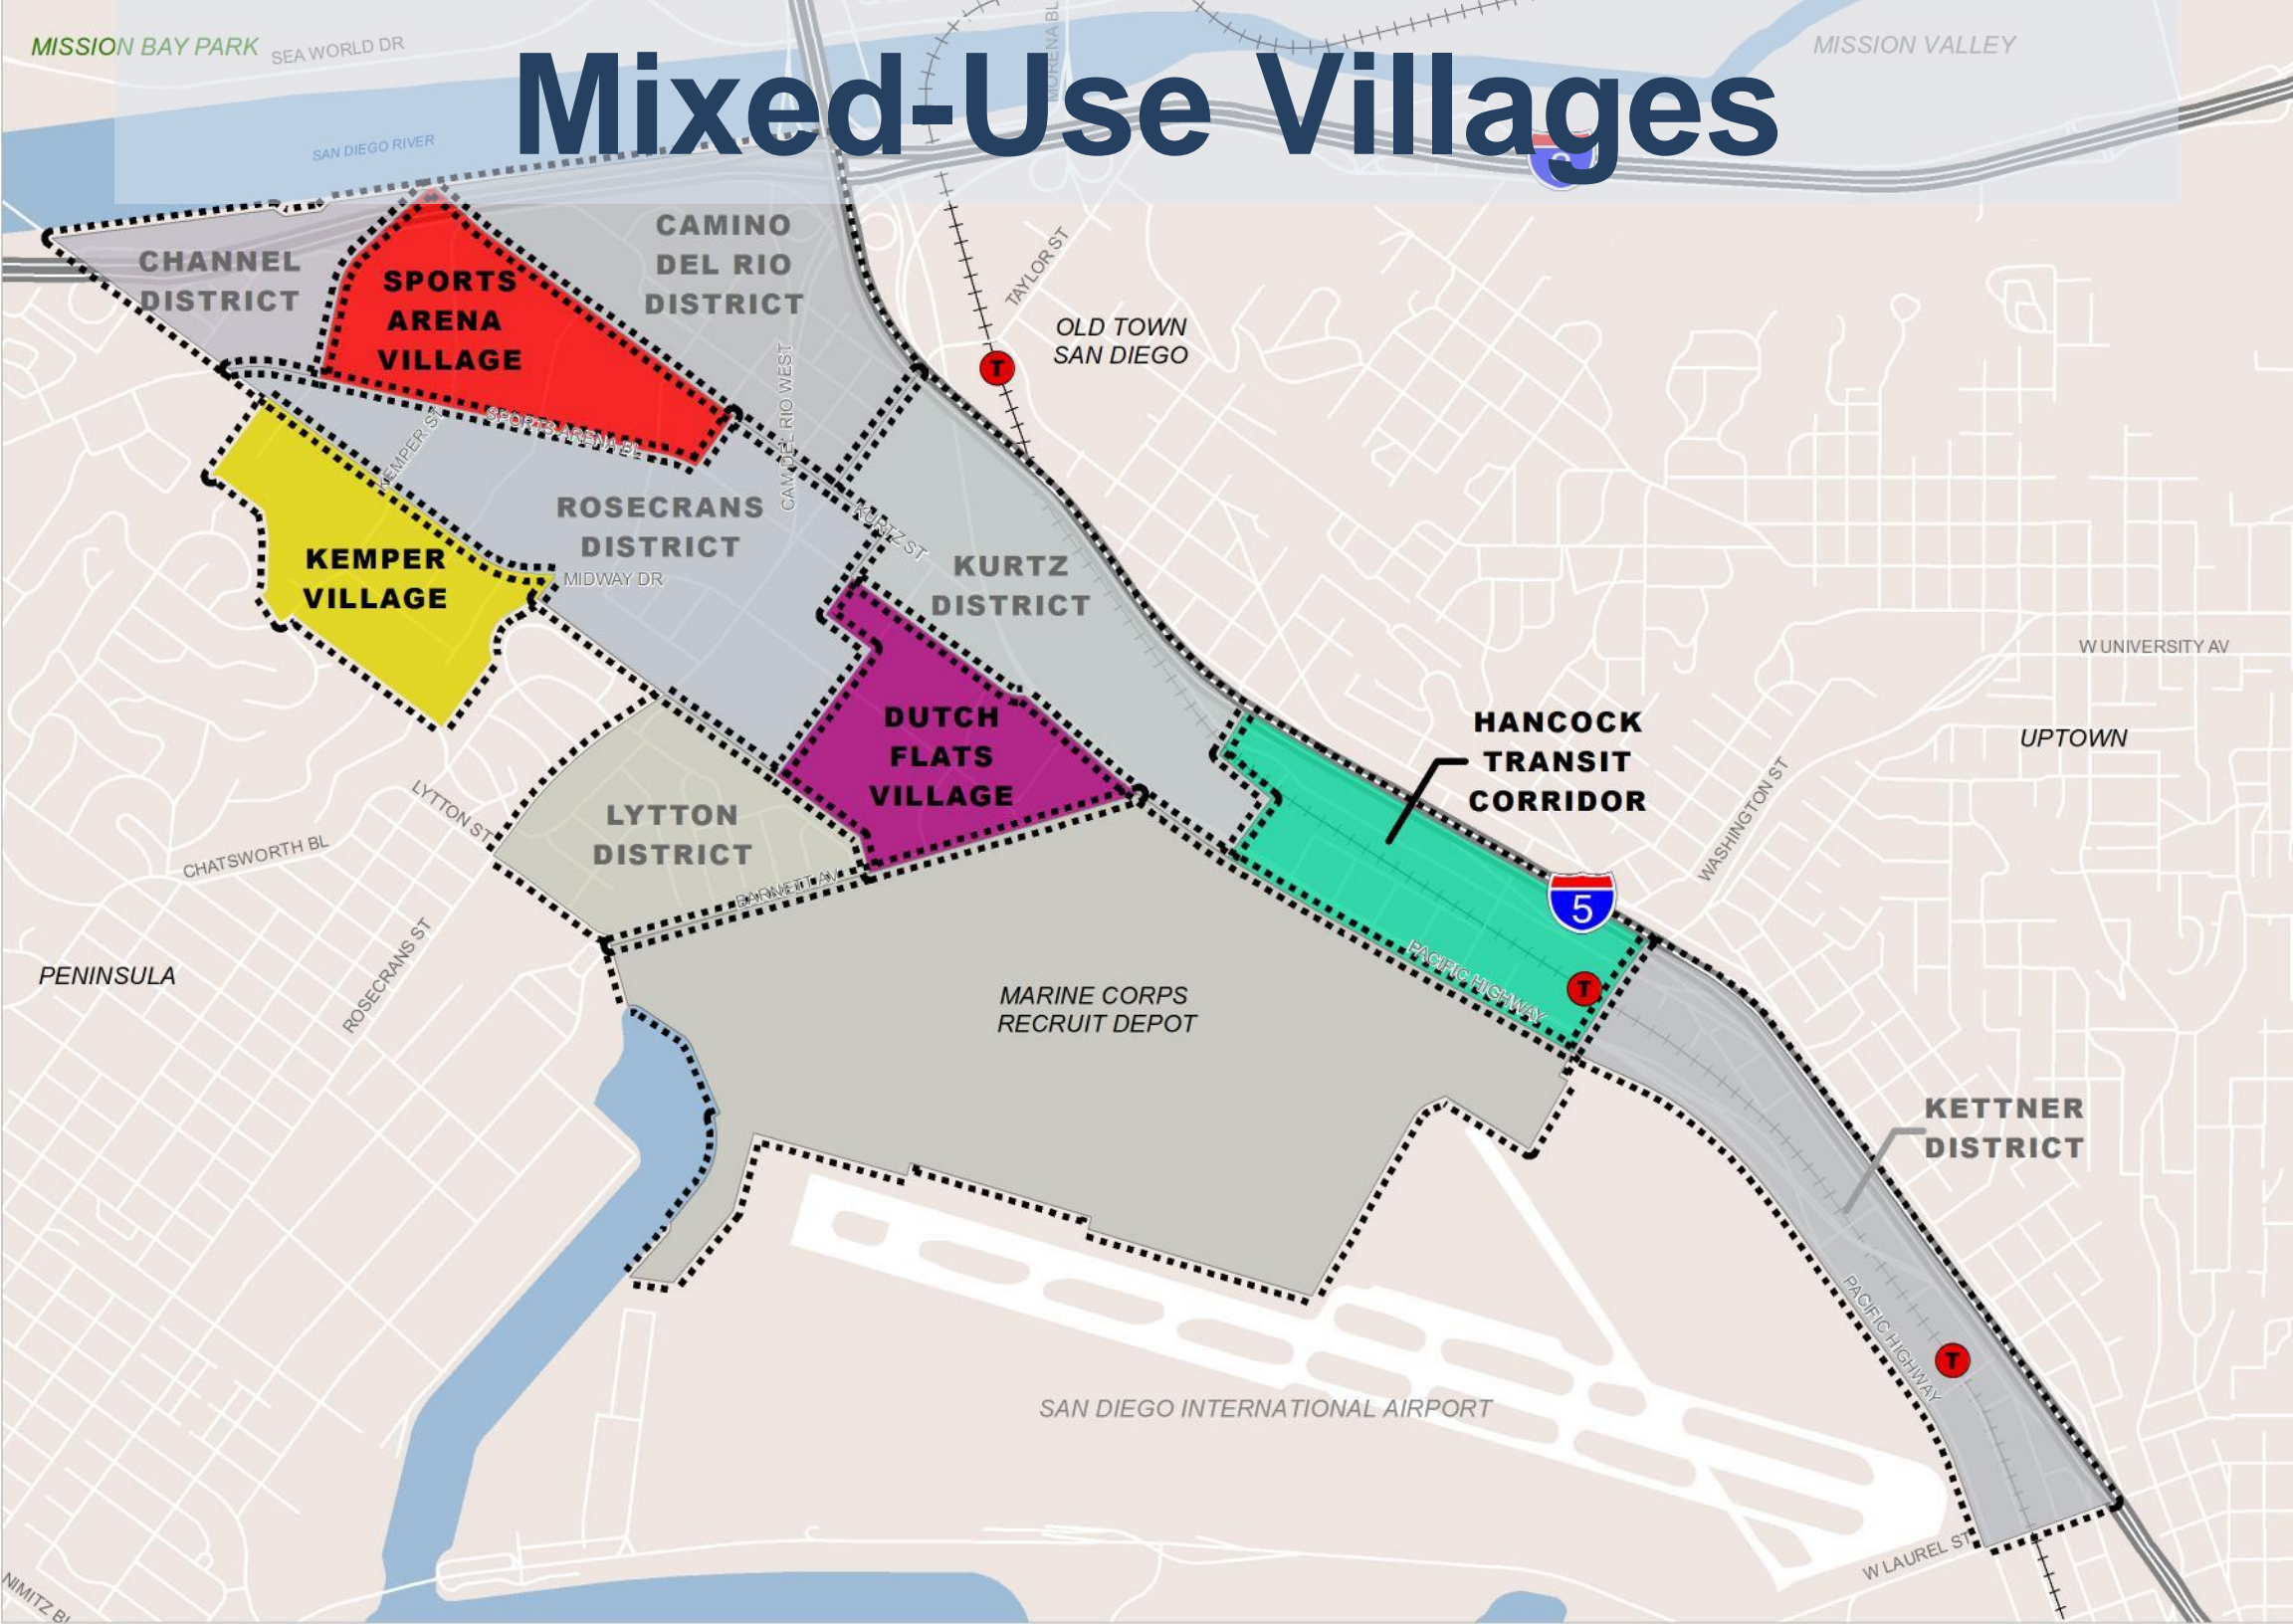 Mixed-Use Villages
MISSION BAY PARK
SEA WORLD DR
MORENA BL
MISSION VALLEY
SAN DIEGO RIVER
8
CHANNEL
DISTRICT
SPORTS
ARENA
VILLAGE
CAMINO
DEL RIO
DISTRICT
TAYLOR ST
T
OLD TOWN
SAN DIEGO
CAM DEL RIO WEST
SPORTS ARENA BL
KEMPER ST
ROSECRANS
DISTRICT
KURTZ ST
KEMPER
VILLAGE
MIDWAY DR
KURTZ
DISTRICT
W UNIVERSITY AV
UPTOWN
DUTCH
FLATS
VILLAGE
HANCOCK
TRANSIT
CORRIDOR
WASHINGTON ST
LYTTON ST
LYTTON
DISTRICT
CHATSWORTH BL
BARNETT AV
5
PACIFIC HIGHWAY
T
PENINSULA
ROSECRANS ST
MARINE CORPS
RECRUIT DEPOT
KETTNER
DISTRICT
PACIFIC HIGHWAY
T
SAN DIEGO INTERNATIONAL AIRPORT
W LAUREL ST
NIMITZ BL